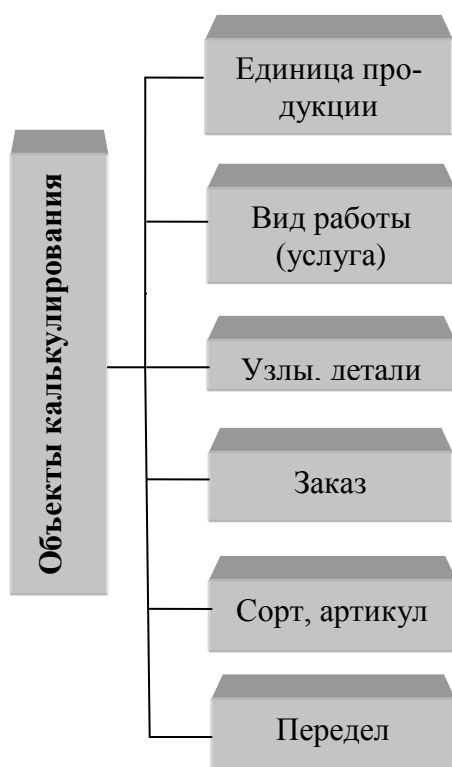 Объекты калькулирования
Единица про-
дукции
Вид работы
(услуга)
Узлы, детали
Заказ
Сорт, артикул
Передел